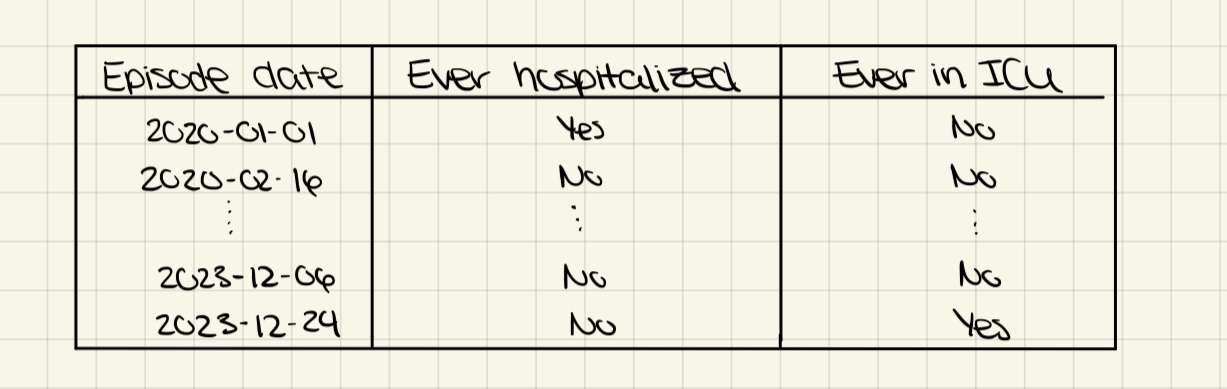 Episode date Ever hospitalized Ever in ICU
2020-01-01 Yes No
2020-02-16 No No
⋮ ⋮ ⋮
2023-12-06 No No
2023-12-24 No Yes